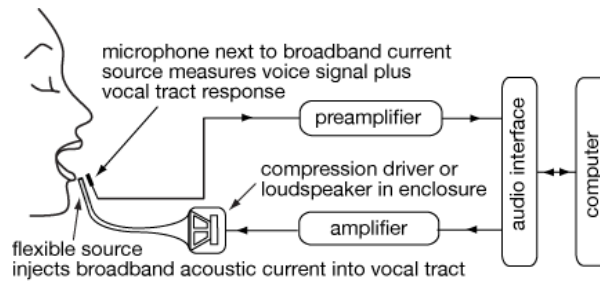 microphone next to broadband current
source measures voice signal plus
vocal tract response
preamplifier
audio interface
computer
compression driver or
loudspeaker in enclosure
amplifier
flexible source
injects broadband acoustic current into vocal tract